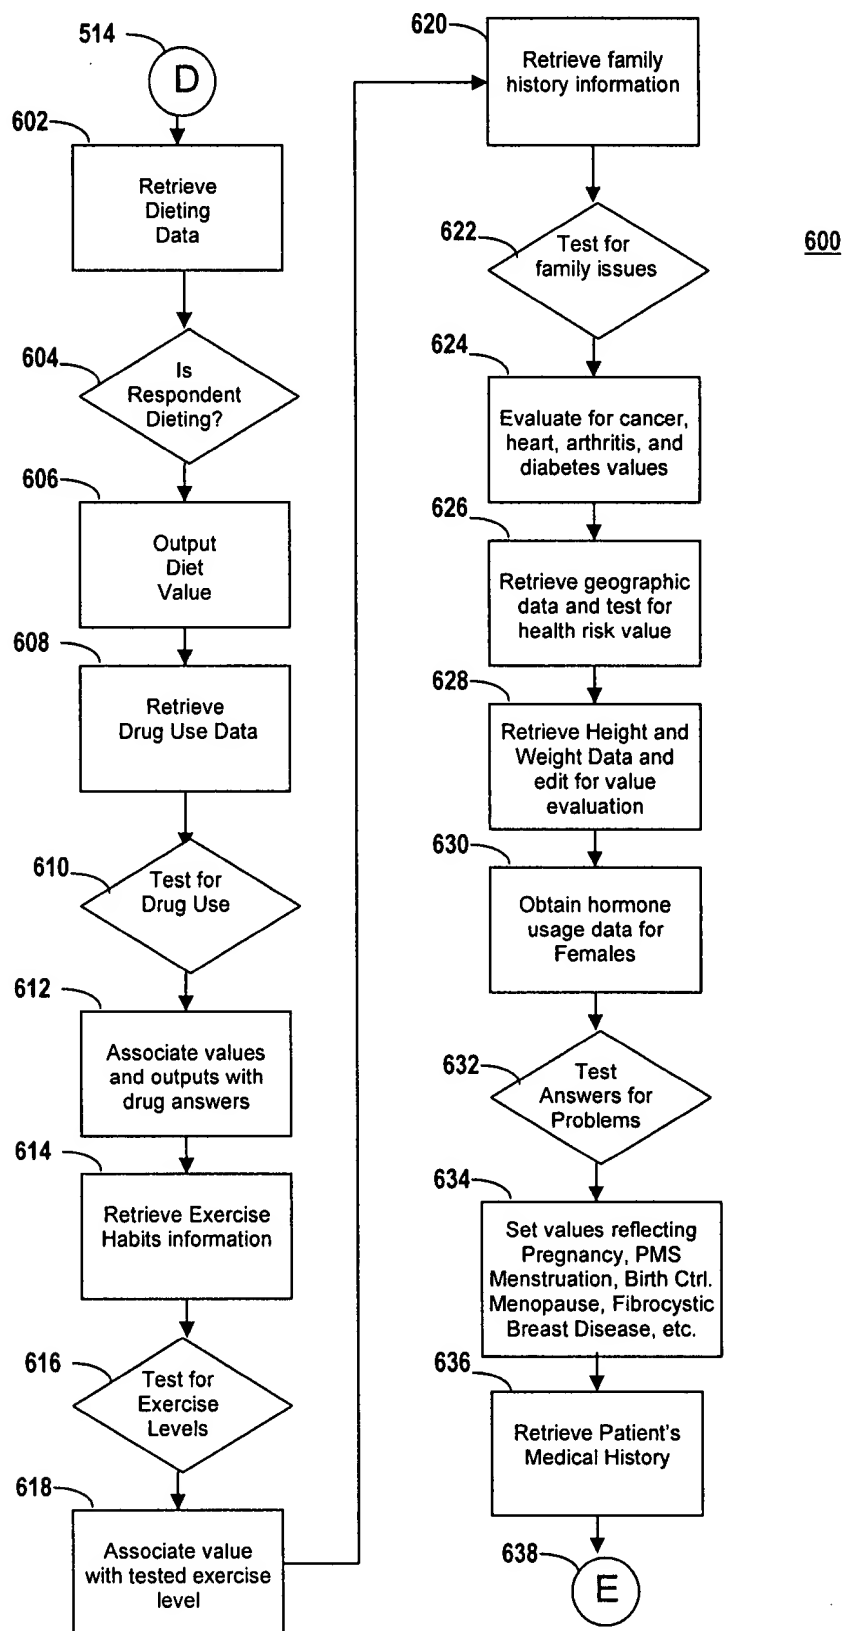 514
D
602
Retrieve
Dieting
Data
604
Is
Respondent
Dieting?
606
Output
Diet
Value
608
Retrieve
Drug Use Data
610
Test for
Drug Use
612
Associate values
and outputs with
drug answers
614
Retrieve Exercise
Habits information
616
Test for
Exercise
Levels
618
Associate value
with tested exercise
level
620
Retrieve family
history information
622
Test for
family issues
600
624
Evaluate for cancer,
heart, arthritis, and
diabetes values
626
Retrieve geographic
data and test for
health risk value
628
Retrieve Height and
Weight Data and
edit for value
evaluation
630
Obtain hormone
usage data for
Females
632
Test
Answers for
Problems
634
Set values reflecting
Pregnancy, PMS
Menstruation, Birth Ctrl.
Menopause, Fibrocystic
Breast Disease, etc.
636
Retrieve Patient's
Medical History
638
E